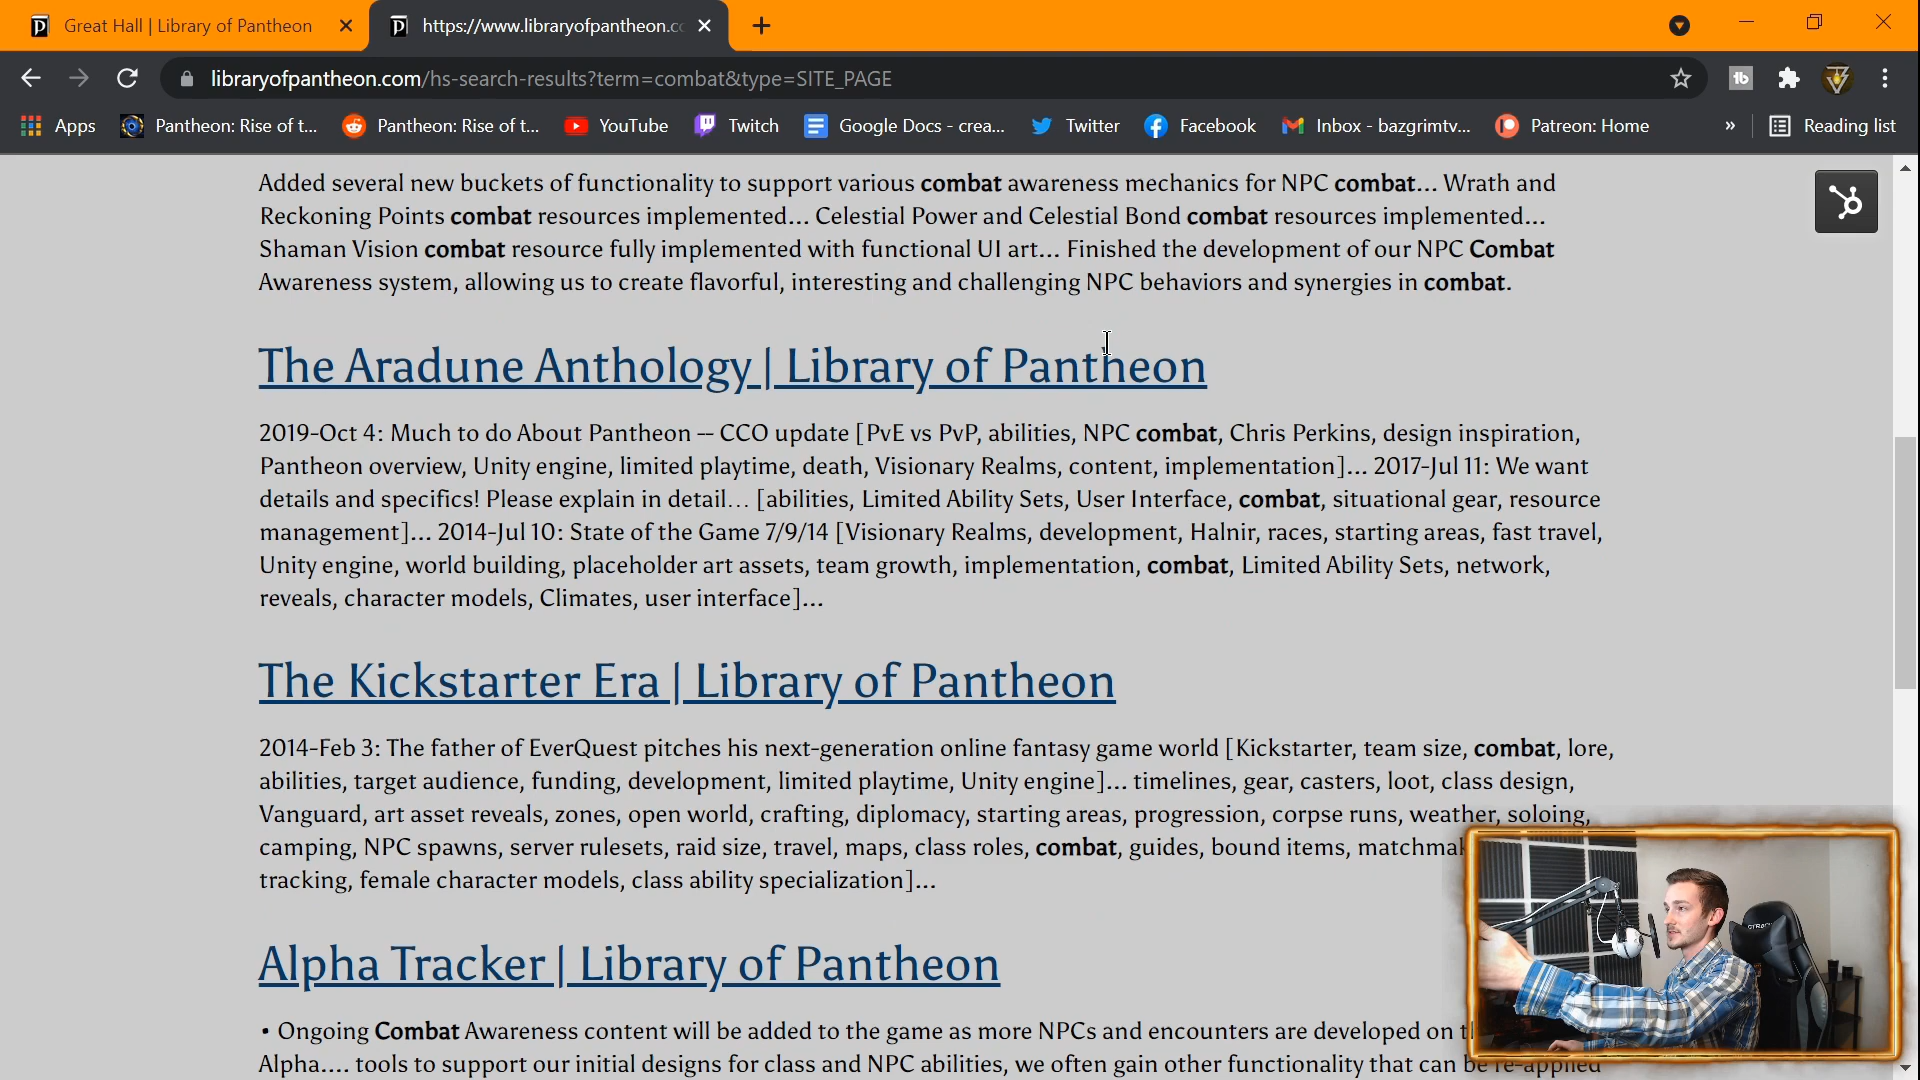 Great Hall | Library of Pantheon
https://www.libraryofpantheon.c
libraryofpantheon.com/hs-search-results?term=combat&type=SITE_PAGE
Apps
Pantheon: Rise of t...
Pantheon: Rise of t...
YouTube
Twitch
Google Docs - crea...
Twitter
Facebook
Inbox - bazgrimtv...
Patreon: Home
»
Reading list
Added several new buckets of functionality to support various combat awareness mechanics for NPC combat... Wrath and
Reckoning Points combat resources implemented... Celestial Power and Celestial Bond combat resources implemented...
Shaman Vision combat resource fully implemented with functional UI art... Finished the development of our NPC Combat
Awareness system, allowing us to create flavorful, interesting and challenging NPC behaviors and synergies in combat.
The Aradune Anthology | Library of Pantheon
2019-Oct 4: Much to do About Pantheon -- CCO update [PvE vs PvP, abilities, NPC combat, Chris Perkins, design inspiration,
Pantheon overview, Unity engine, limited playtime, death, Visionary Realms, content, implementation]... 2017-Jul 11: We want
details and specifics! Please explain in detail... [abilities, Limited Ability Sets, User Interface, combat, situational gear, resource
management]... 2014-Jul 10: State of the Game 7/9/14 [Visionary Realms, development, Halnir, races, starting areas, fast travel,
Unity engine, world building, placeholder art assets, team growth, implementation, combat, Limited Ability Sets, network,
reveals, character models, Climates, user interface]...
The Kickstarter Era | Library of Pantheon
2014-Feb 3: The father of EverQuest pitches his next-generation online fantasy game world [Kickstarter, team size, combat, lore,
abilities, target audience, funding, development, limited playtime, Unity engine]... timelines, gear, casters, loot, class design,
Vanguard, art asset reveals, zones, open world, crafting, diplomacy, starting areas, progression, corpse runs, weather, soloing,
camping, NPC spawns, server rulesets, raid size, travel, maps, class roles, combat, guides, bound items, matchmak
tracking, female character models, class ability specialization]...
Alpha Tracker | Library of Pantheon
• Ongoing Combat Awareness content will be added to the game as more NPCs and encounters are developed on t
Alpha.... tools to support our initial designs for class and NPC abilities, we often gain other functionality that can be re-applied